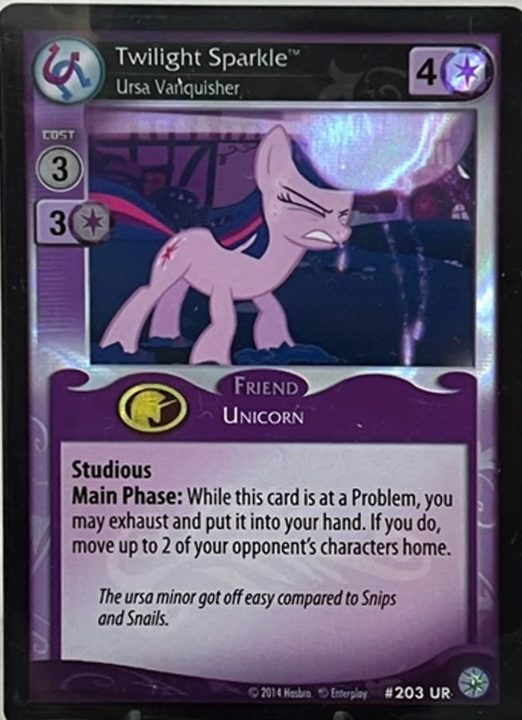 Twilight Sparkle™
Ursa Vanquisher
4
COST
3
3
FRIEND
UNICORN
Studious
Main Phase: While this card is at a Problem, you
may exhaust and put it into your hand. If you do,
move up to 2 of your opponent's characters home.
The ursa minor got off easy compared to Snips
and Snails.
© 2014 Hasbro. Enterplay #203 UR